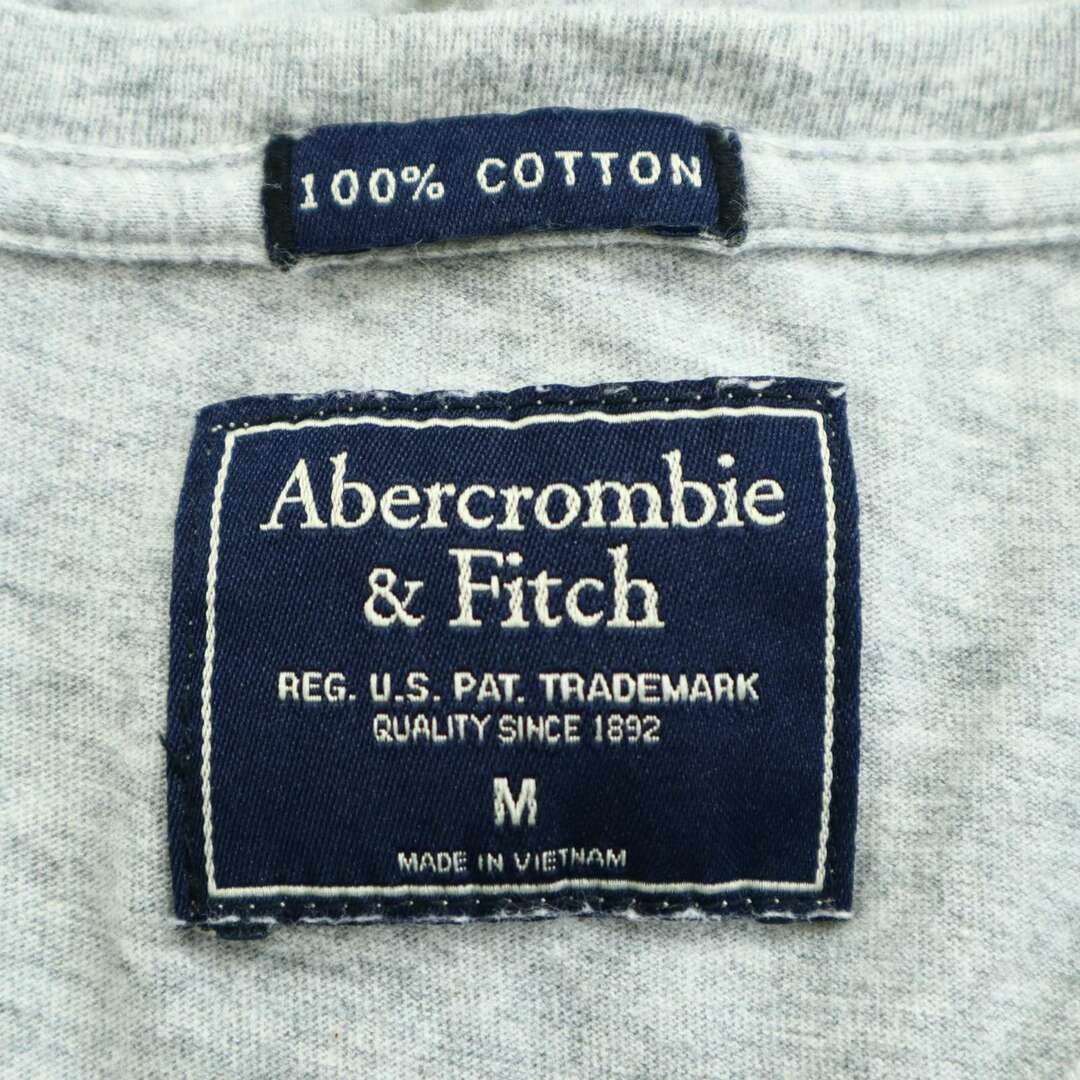 100% COTTON
Abercrombie
& Fitch
REG. U.S. PAT. TRADEMARK
QUALITY SINCE 1892
M
MADE IN VIETNAM